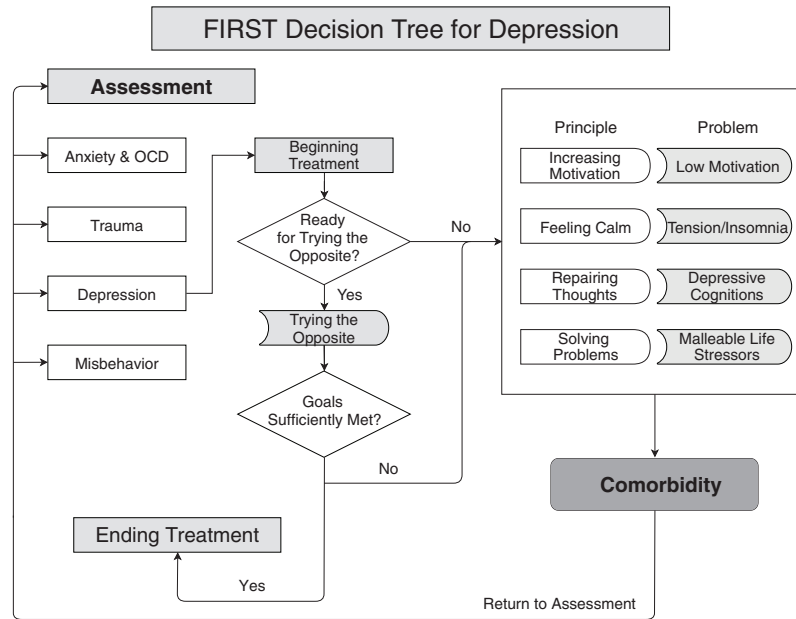 FIRST Decision Tree for Depression
Assessment
Anxiety & OCD
Trauma
Depression
Misbehavior
Beginning
Treatment
Ready
for Trying the
Opposite?
No
Yes
Trying the
Opposite
Goals
Sufficiently Met?
No
Yes
Ending Treatment
Principle
Problem
Increasing
Motivation
Low Motivation
Feeling Calm
Tension/Insomnia
Repairing
Thoughts
Depressive
Cognitions
Solving
Problems
Malleable Life
Stressors
Comorbidity
Return to Assessment